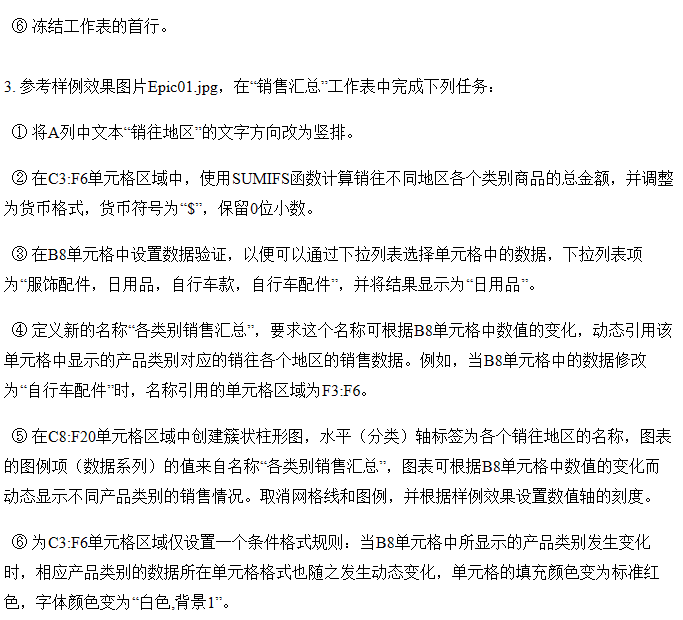 ⑥ 冻结工作表的首行。
3. 参考样例效果图片Epic01.jpg，在“销售汇总”工作表中完成下列任务：
① 将A列中文本“销往地区”的文字方向改为竖排。
② 在C3:F6单元格区域中，使用SUMIFS函数计算销往不同地区各个类别商品的总金额，并调整
为货币格式，货币符号为“$”，保留0位小数。
③ 在B8单元格中设置数据验证，以便可以通过下拉列表选择单元格中的数据，下拉列表项
为“服饰配件，日用品，自行车款，自行车配件”，并将结果显示为“日用品”。
④ 定义新的名称“各类别销售汇总”，要求这个名称可根据B8单元格中数值的变化，动态引用该
单元格中显示的产品类别对应的销往各个地区的销售数据。例如，当B8单元格中的数据修改
为“自行车配件”时，名称引用的单元格区域为F3:F6。
⑤ 在C8:F20单元格区域中创建簇状柱形图，水平（分类）轴标签为各个销往地区的名称，图表
的图例项（数据系列）的值来自名称“各类别销售汇总”，图表可根据B8单元格中数值的变化而
动态显示不同产品类别的销售情况。取消网格线和图例，并根据样例效果设置数值轴的刻度。
⑥ 为C3:F6单元格区域仅设置一个条件格式规则：当B8单元格中所显示的产品类别发生变化
时，相应产品类别的数据所在单元格格式也随之发生动态变化，单元格的填充颜色变为标准红
色，字体颜色变为“白色,背景1”。